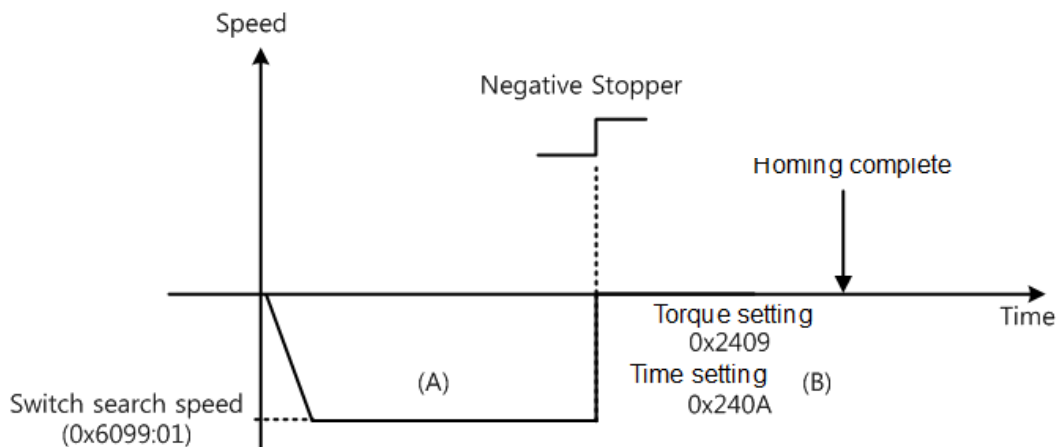 Speed
Negative Stopper
Homing complete
Time
Torque setting
0x2409
(A)
Time setting
(B)
0x240A
Switch search speed
(0x6099:01)